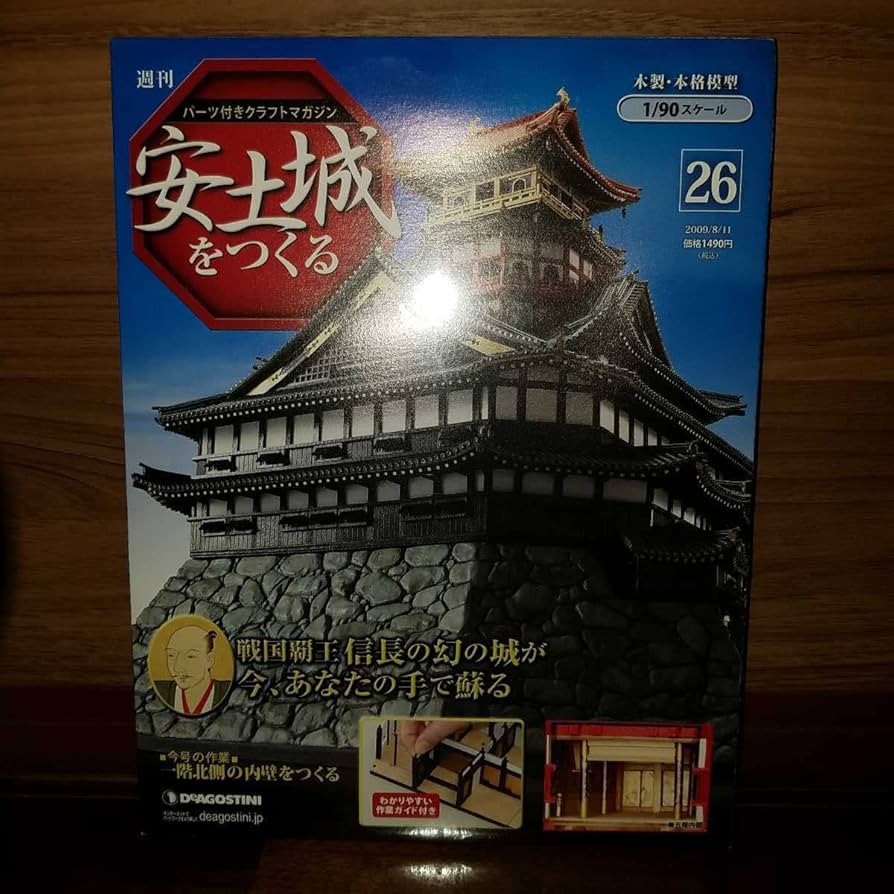 週刊
パーツ付きクラフトマガジン
安土城
をつくる
木製・本格模型
1/90スケール
26
2009/8/11
価格1490円
(税込)
戦国覇王 信長の幻の城が
今、あなたの手で蘇る
■今号の作業■
一階北側の内壁をつくる
わかりやすい
作業ガイド付き
DEAGOSTINI
deagostini.jp